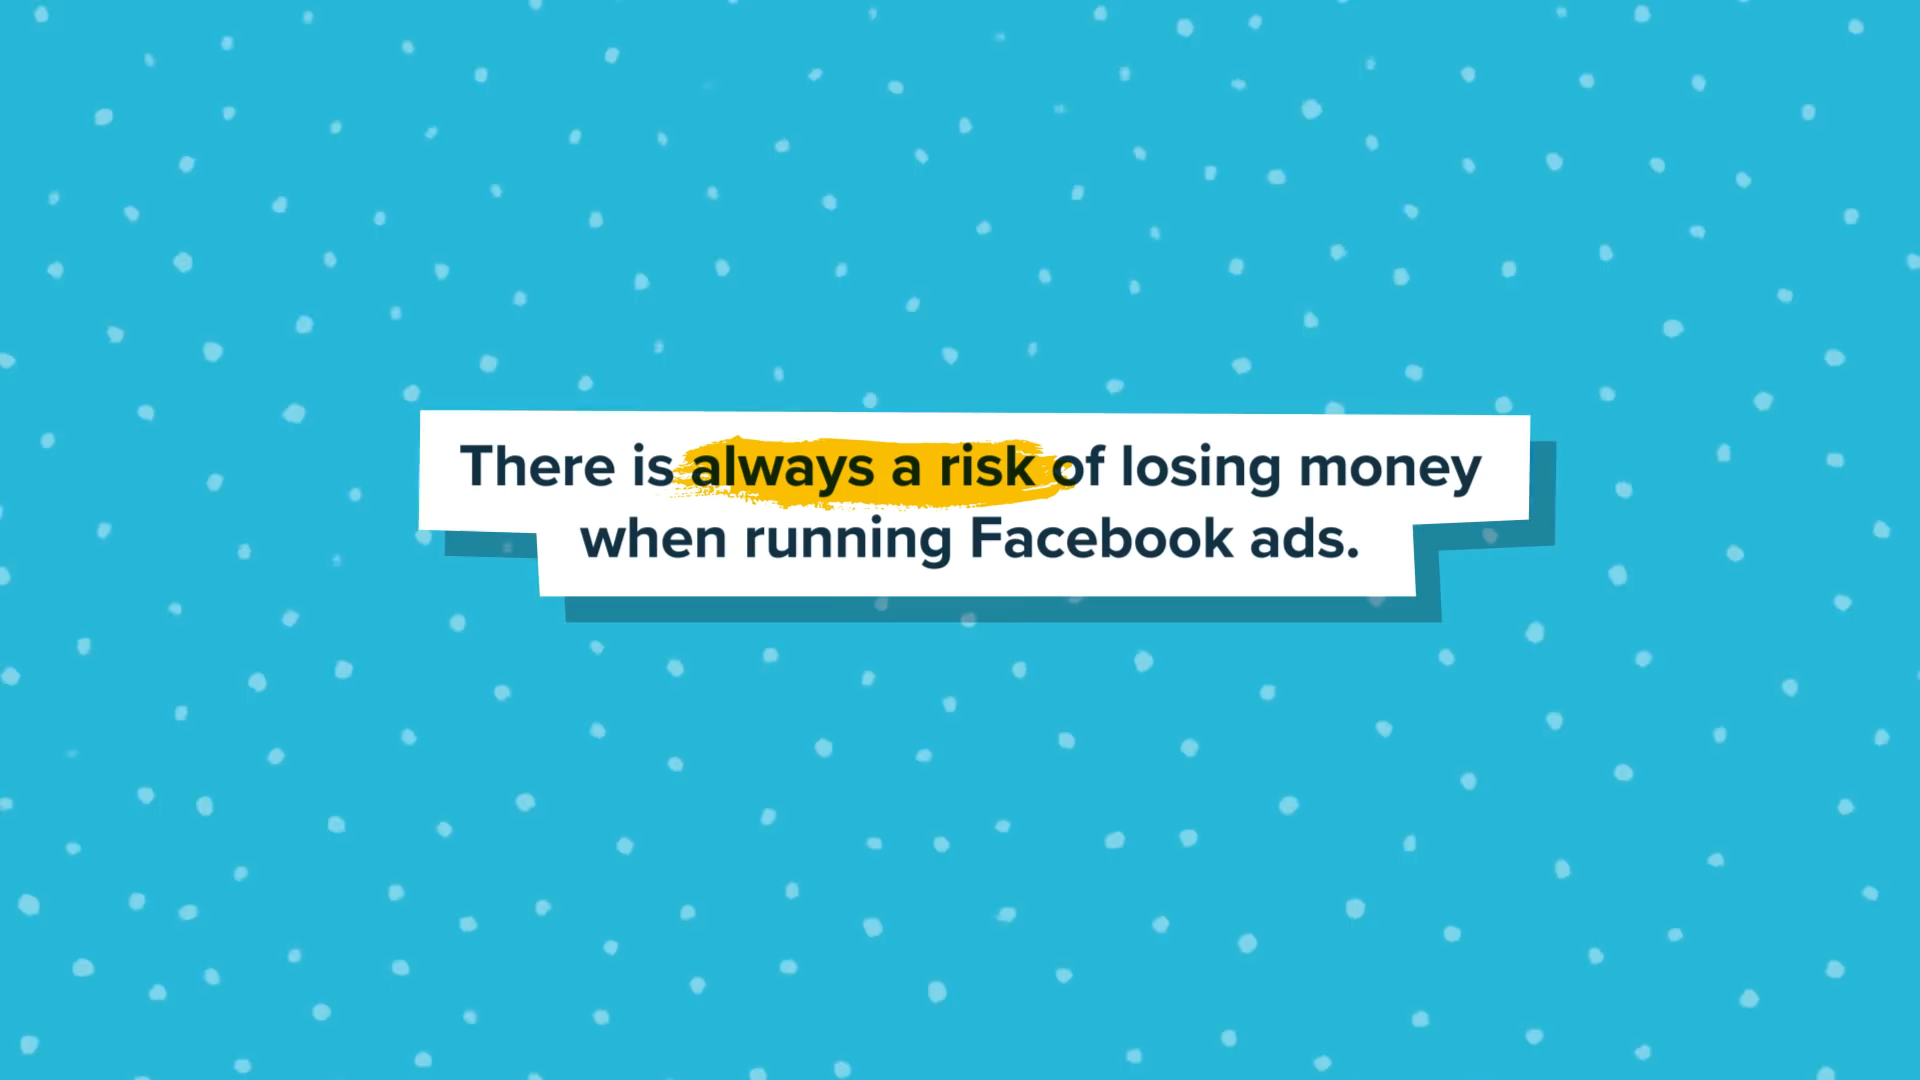 There is always a risk of losing money
when running Facebook ads.